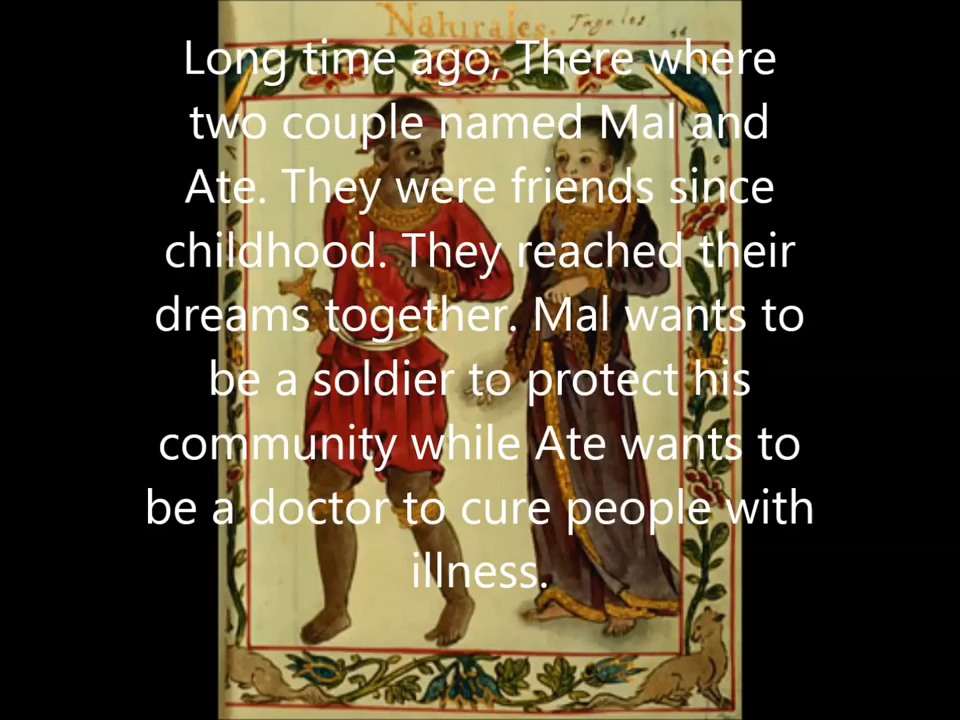 Naturales. Tagalos.
Long time ago, There where
two couple named Mal and
Ate. They were friends since
childhood. They reached their
dreams together. Mal wants to
be a soldier to protect his
community while Ate wants to
be a doctor to cure people with
illness.